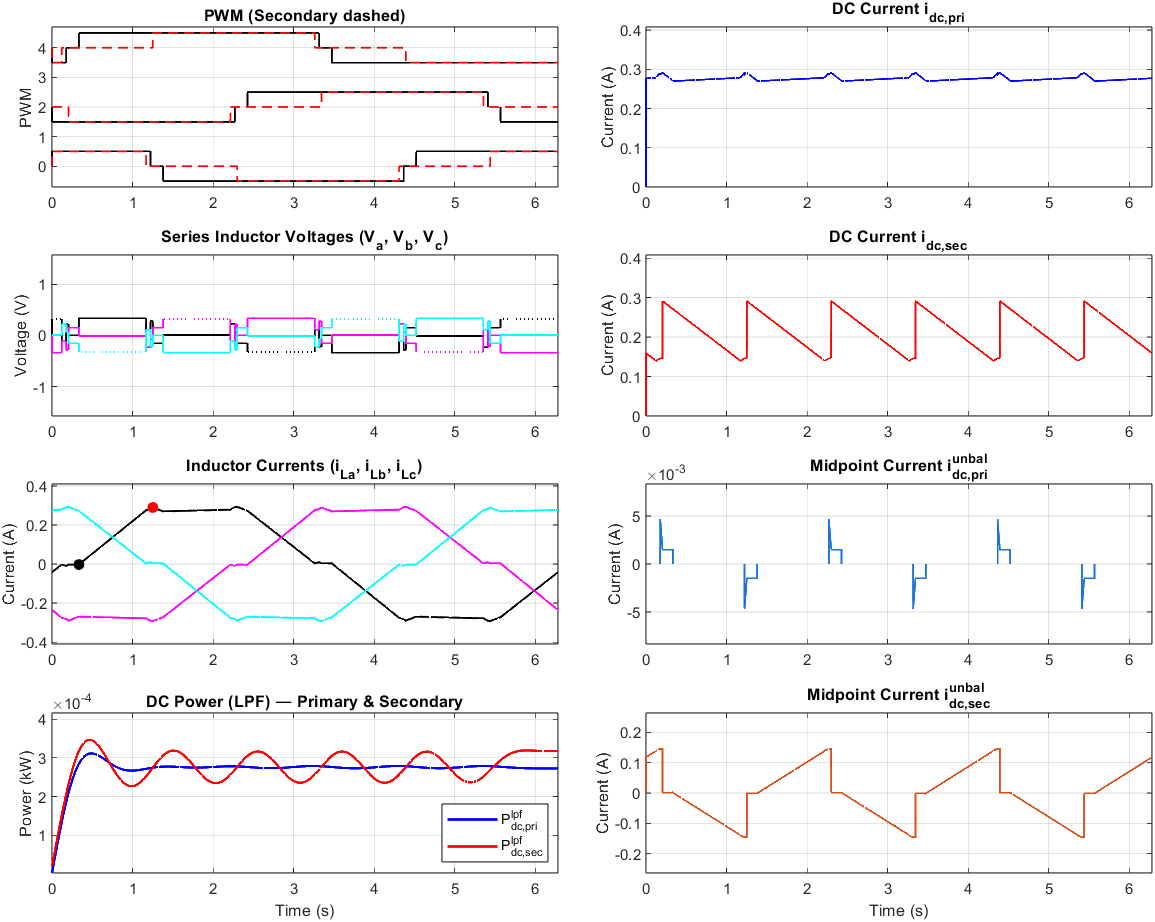 PWM (Secondary dashed)
PWM
4
3
2
1
0
0 1 2 3 4 5 6
DC Current i_dc,pri
Current (A)
0.4
0.3
0.2
0.1
0
0 1 2 3 4 5 6
Series Inductor Voltages (V_a, V_b, V_c)
Voltage (V)
1
0
-1
0 1 2 3 4 5 6
DC Current i_dc,sec
Current (A)
0.4
0.3
0.2
0.1
0
0 1 2 3 4 5 6
Inductor Currents (i_La, i_Lb, i_Lc)
Current (A)
0.4
0.2
0
-0.2
-0.4
0 1 2 3 4 5 6
Midpoint Current i^unbal_dc,pri
×10^-3
Current (A)
5
0
-5
0 1 2 3 4 5 6
DC Power (LPF) — Primary & Secondary
×10^-4
Power (kW)
4
3
2
1
P^lpf_dc,pri
P^lpf_dc,sec
0 1 2 3 4 5 6
Time (s)
Midpoint Current i^unbal_dc,sec
Current (A)
0.2
0.1
0
-0.1
-0.2
0 1 2 3 4 5 6
Time (s)